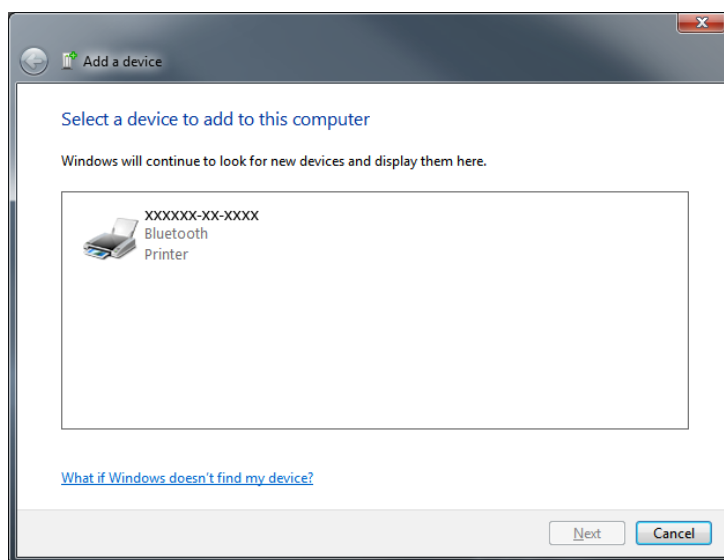 Add a device
Select a device to add to this computer
Windows will continue to look for new devices and display them here.
XXXXXX-XX-XXXX
Bluetooth
Printer
What if Windows doesn't find my device?
Next
Cancel